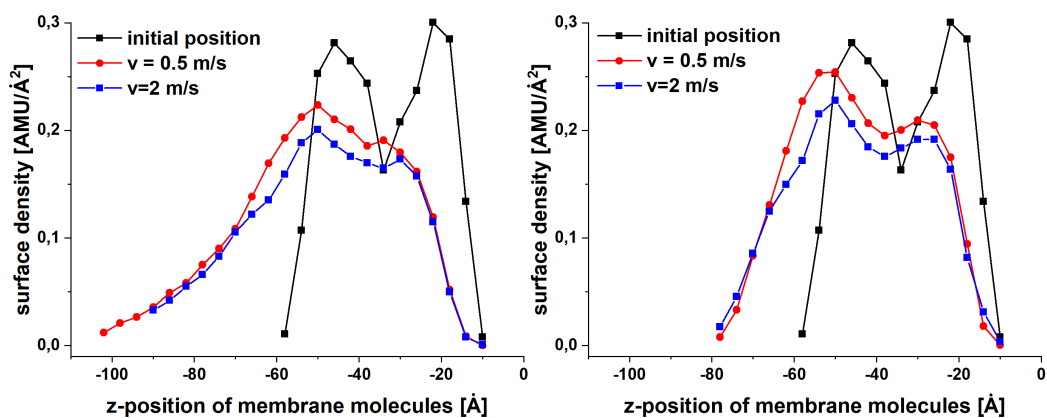 initial position
v = 0.5 m/s
v=2 m/s
surface density [AMU/Å²]
0,3
0,2
0,1
0,0
-100 -80 -60 -40 -20 0
z-position of membrane molecules [Ȧ]
initial position
v = 0.5 m/s
v=2 m/s
surface density [AMU/Å²]
0,3
0,2
0,1
0,0
-100 -80 -60 -40 -20 0
z-position of membrane molecules [Ȧ]